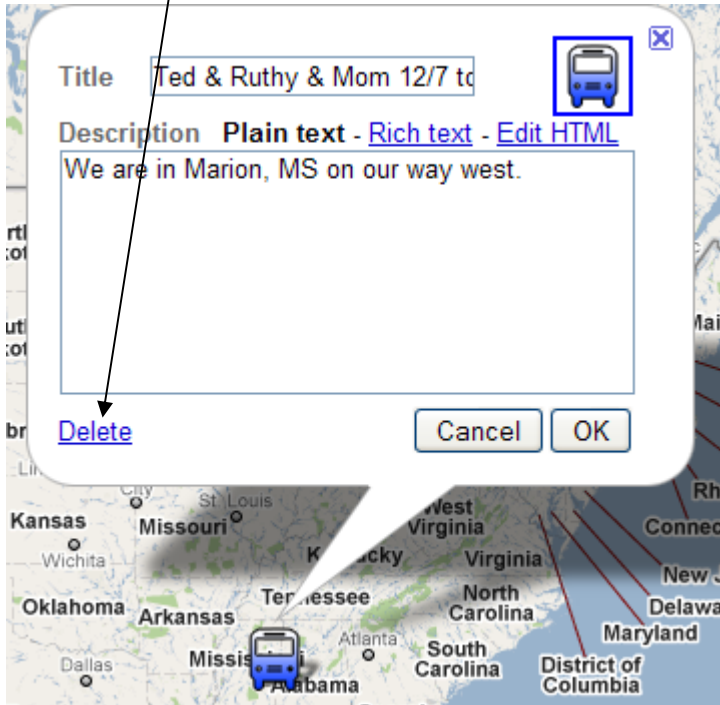 Title Ted & Ruthy & Mom 12/7 to
Description Plain text - Rich text - Edit HTML
We are in Marion, MS on our way west.
Delete Cancel OK
St Louis
West
Virginia
Kansas
Missouri
Connec
Wichita
Virginia
New J
Oklahoma
Arkansas
Tennessee
North
Carolina
Delawa
Maryland
Atlanta
South
Carolina
Dallas
Missis
Alabama
District of
Columbia